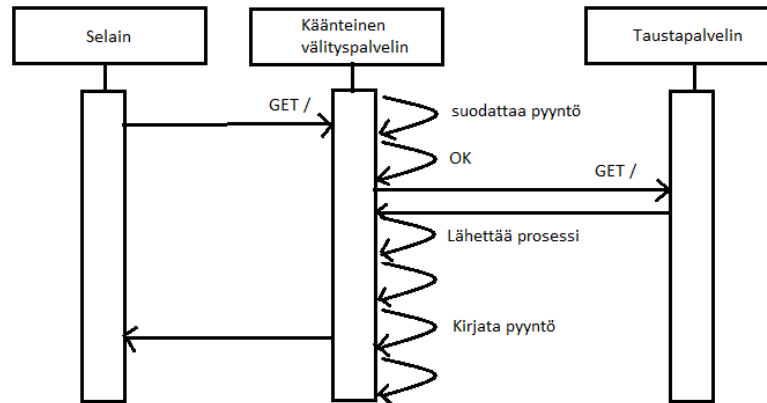 Selain
Käänteinen
välityspalvelin
Taustapalvelin
GET /
suodattaa pyyntö
OK
GET /
Lähettää prosessi
Kirjata pyyntö